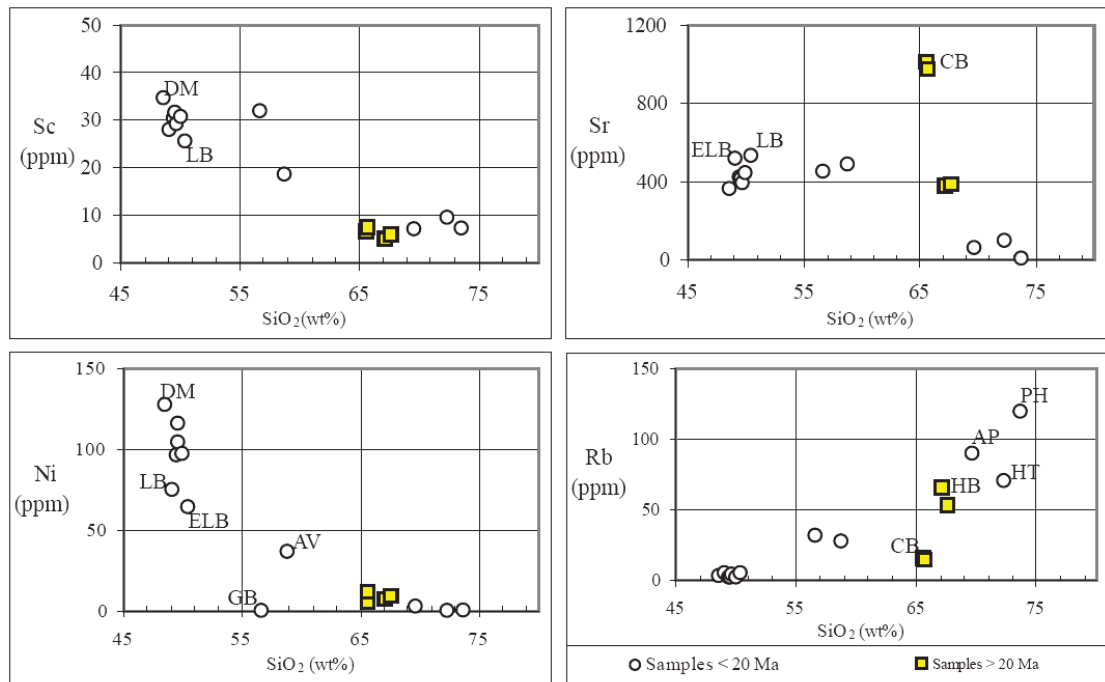 50
40
DM
30
Sc
(ppm)
20
LB
10
0
45 55 65 75
SiO2(wt%)
1200
CB
800
Sr
(ppm)
ELB LB
400
0
45 55 65 75
SiO2 (wt%)
150
DM
100
Ni
(ppm)
LB
50
ELB
AV
GB
0
45 55 65 75
SiO2(wt%)
150
PH
100
AP
Rb
(ppm)
HT
HB
50
CB
0
45 55 65 75
SiO2 (wt%)
Samples < 20 Ma Samples > 20 Ma